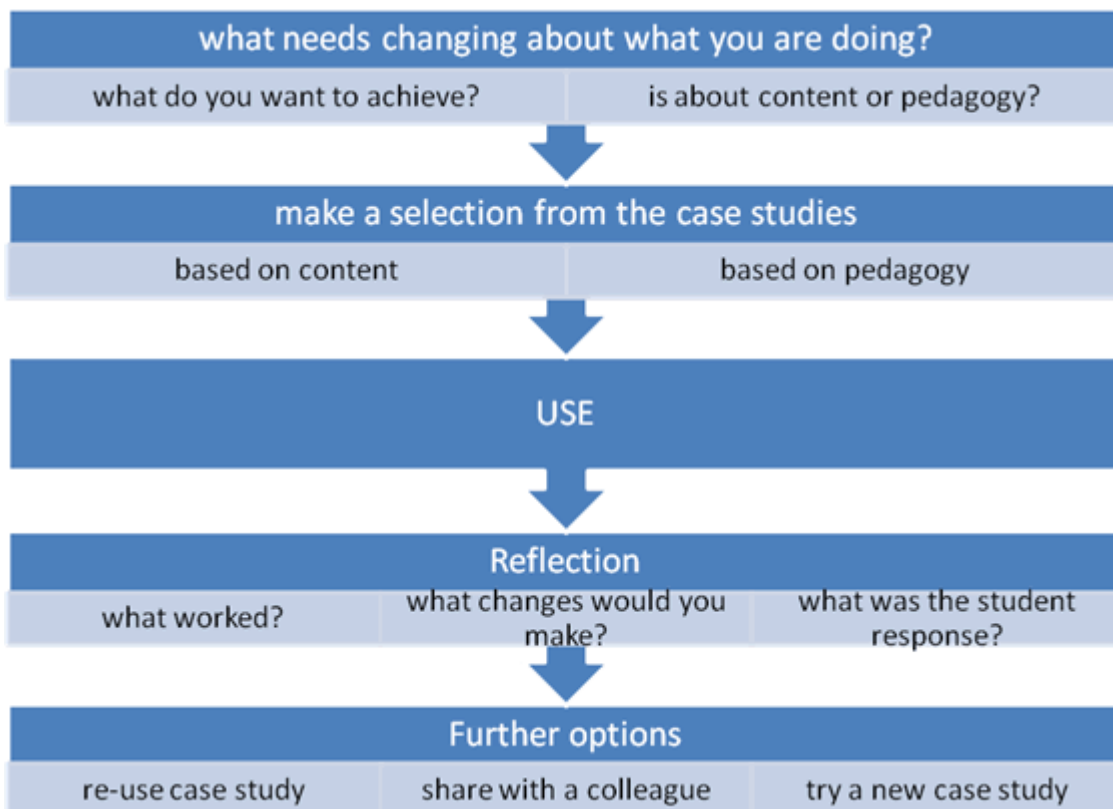 what needs changing about what you are doing?
what do you want to achieve?
is about content or pedagogy?
make a selection from the case studies
based on content
based on pedagogy
USE
Reflection
what worked?
what changes would you
make?
what was the student
response?
Further options
re-use case study
share with a colleague
try a new case study